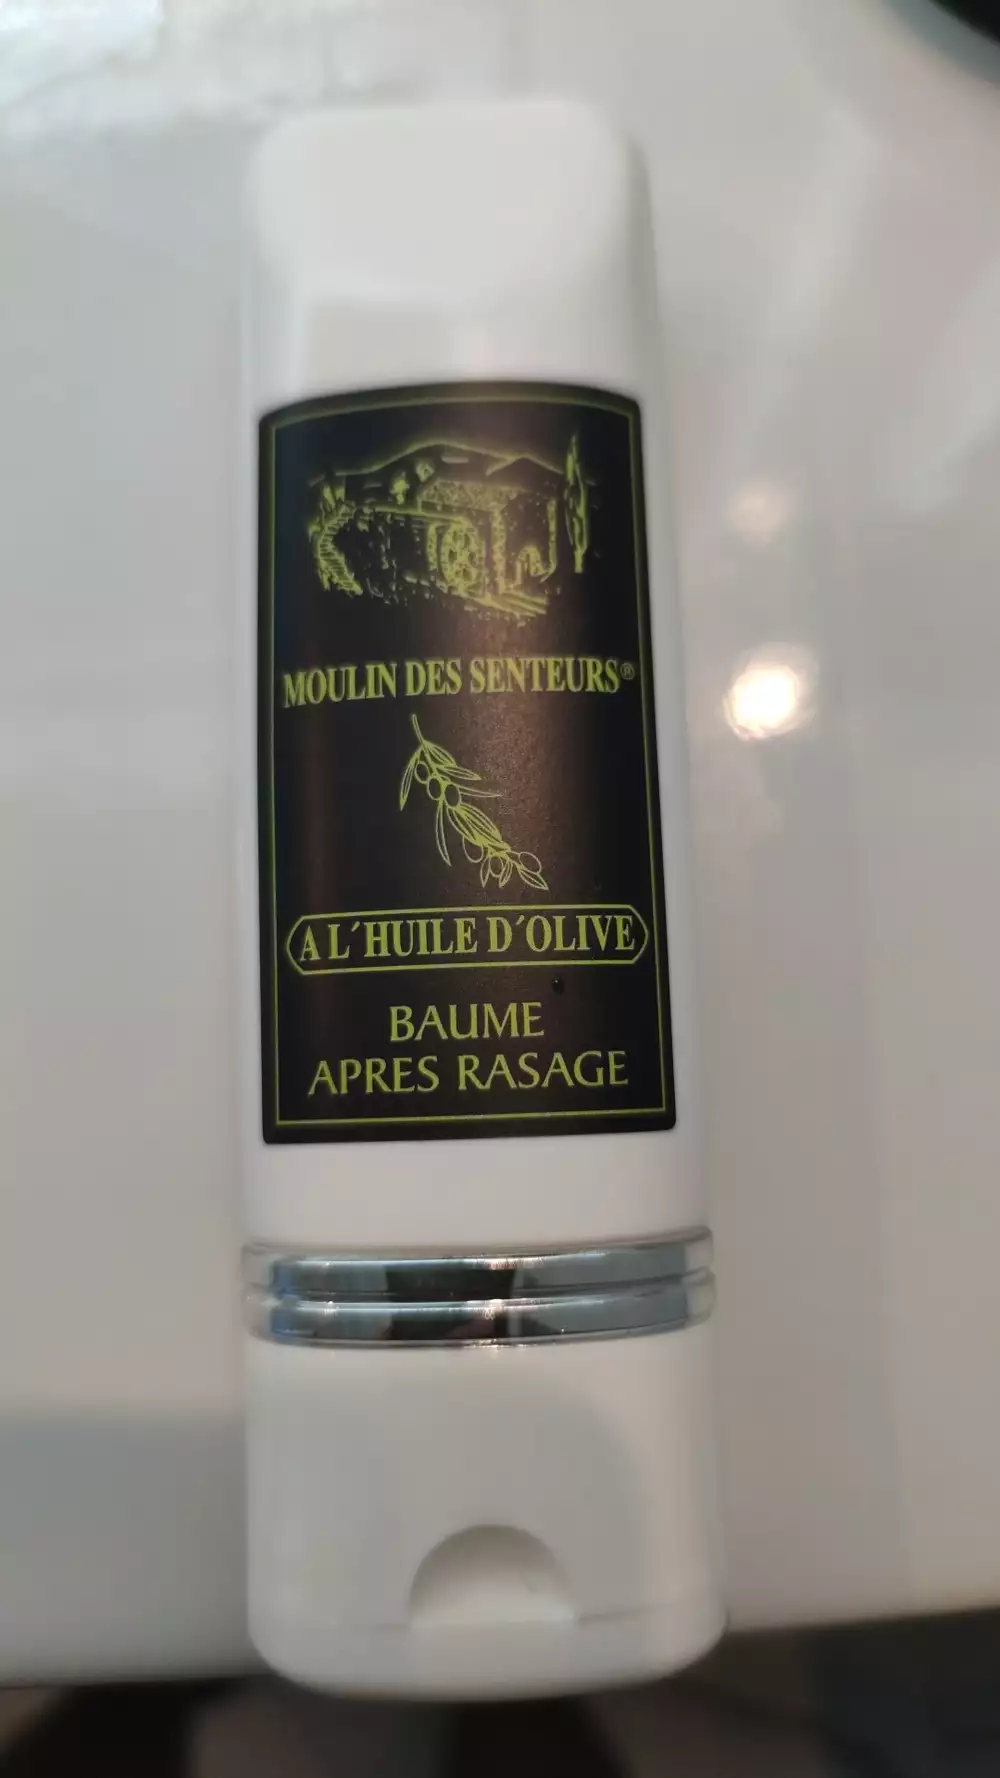 MOULIN DES SENTEURS®
A L´HUILE D´OLIVE
BAUME
APRES RASAGE